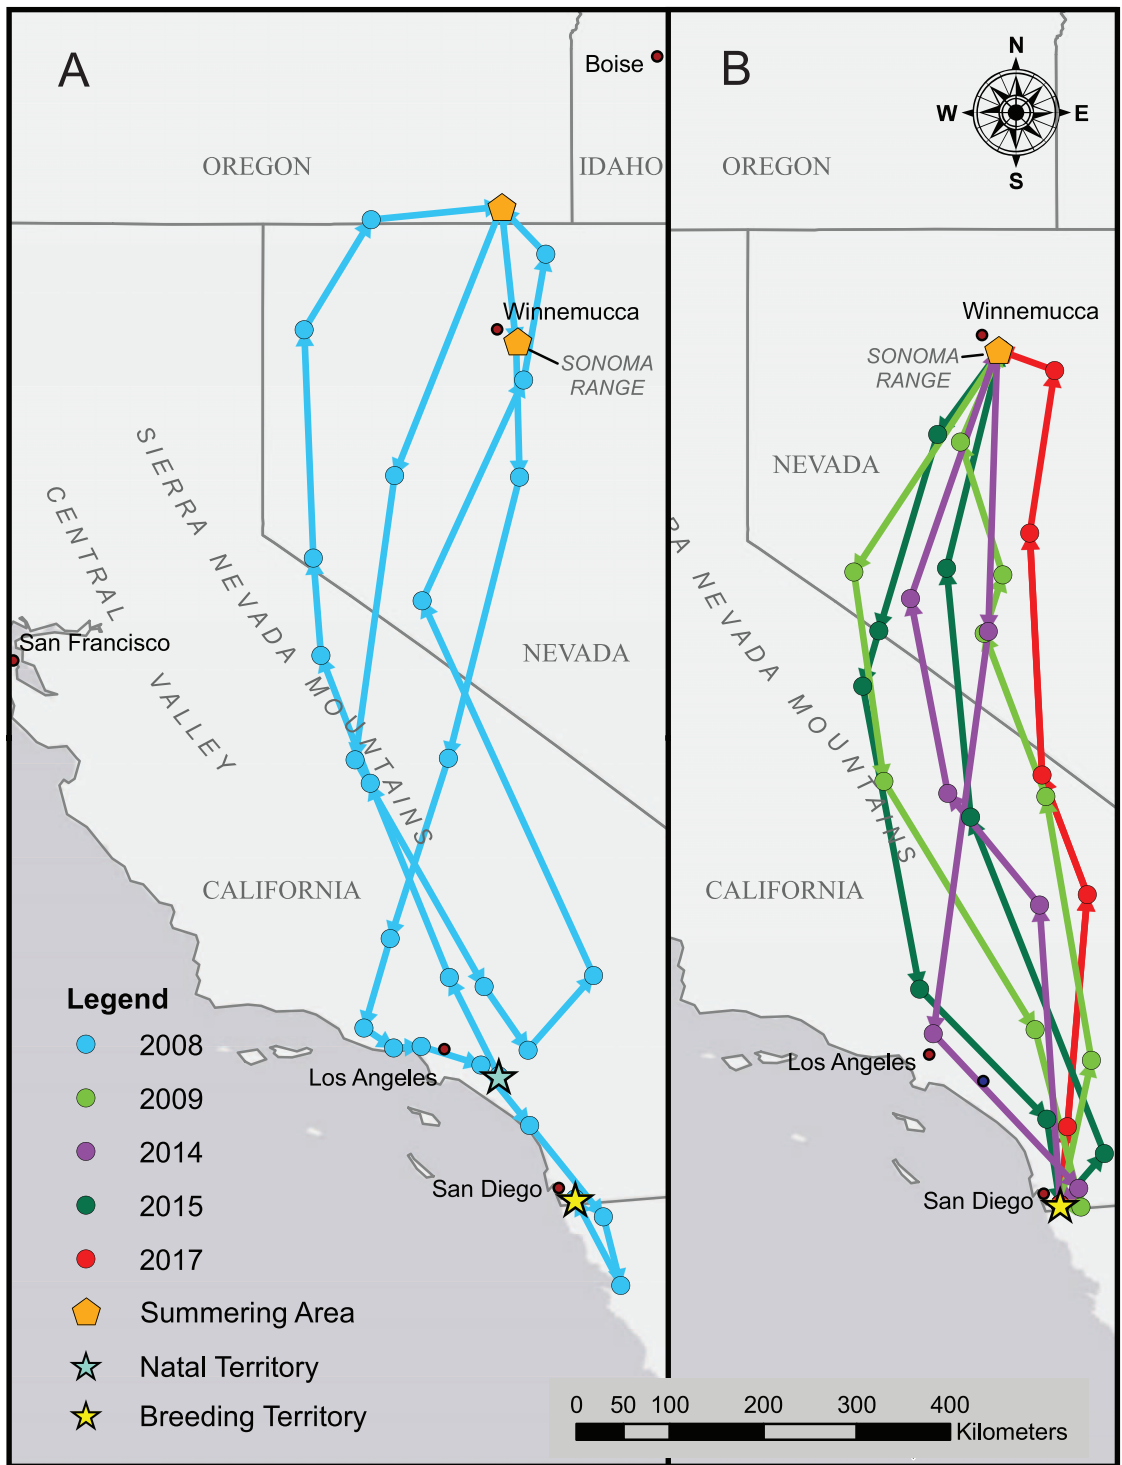 A
Boise
OREGON
IDAHO
Winnemucca
SONOMA
RANGE
SIERRA NEVADA MOUNTAINS
CENTRAL VALLEY
San Francisco
NEVADA
CALIFORNIA
Los Angeles
San Diego
Legend
2008
2009
2014
2015
2017
Summering Area
Natal Territory
Breeding Territory
B
N
W
E
S
OREGON
Winnemucca
SONOMA
RANGE
NEVADA
RA NEVADA MOUNTAINS
CALIFORNIA
Los Angeles
San Diego
0 50 100 200 300 400
Kilometers